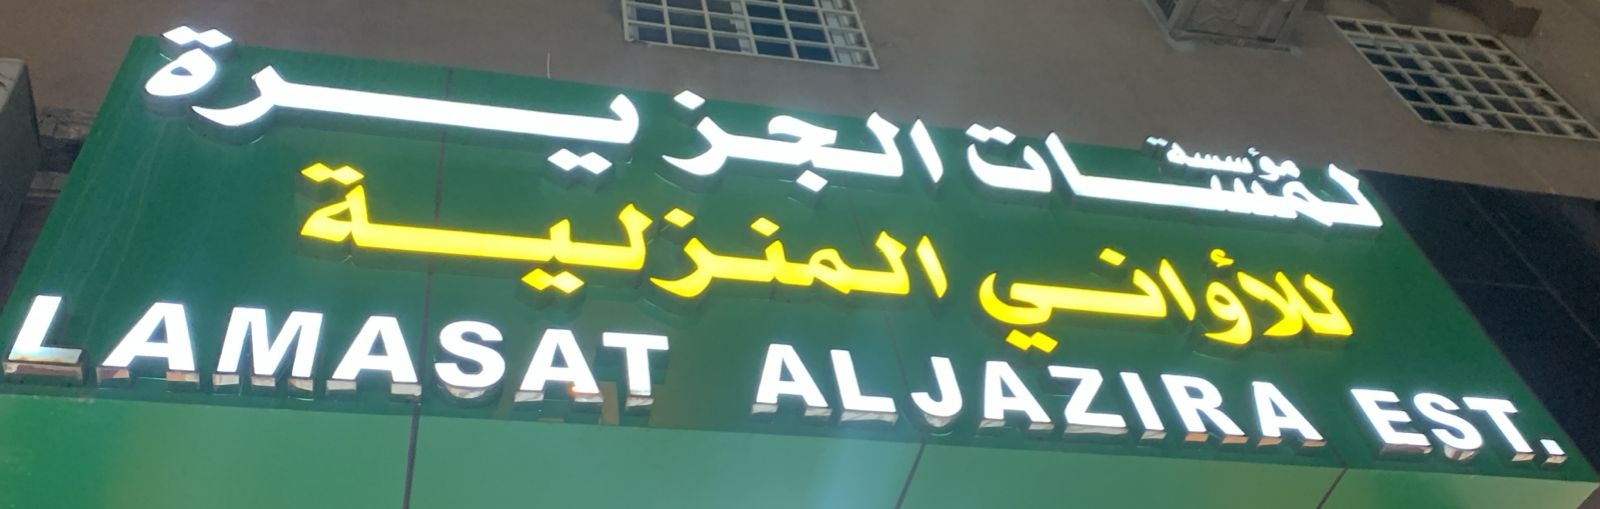 مؤسسة
لمسات الجزيرة
للأواني المنزلية
LAMASAT ALJAZIRA EST.